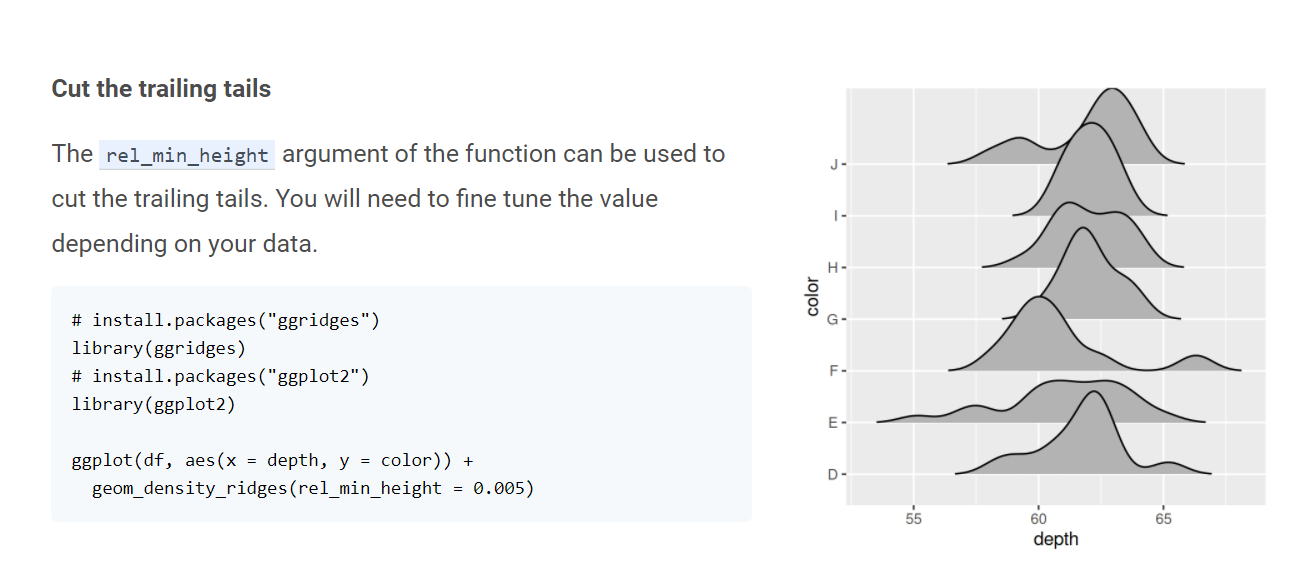 Cut the trailing tails
The rel_min_height argument of the function can be used to
cut the trailing tails. You will need to fine tune the value
depending on your data.
# install.packages("ggridges")
library(ggridges)
# install.packages("ggplot2")
library(ggplot2)
ggplot(df, aes(x = depth, y = color)) +
  geom_density_ridges(rel_min_height = 0.005)
color
J
I
H
G
F
E
D
55 60 65
depth